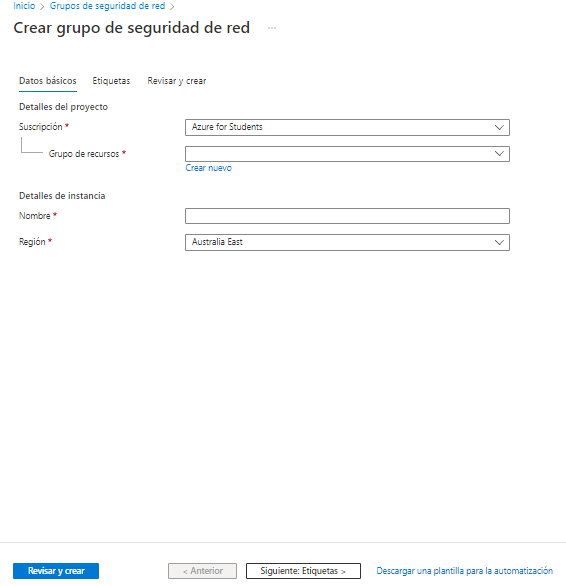 Inicio > Grupos de seguridad de red >
Crear grupo de seguridad de red ...
Datos básicos Etiquetas Revisar y crear
Detalles del proyecto
Suscripción * Azure for Students
Grupo de recursos *
Crear nuevo
Detalles de instancia
Nombre *
Región * Australia East
Revisar y crear < Anterior Siguiente: Etiquetas > Descargar una plantilla para la automatización